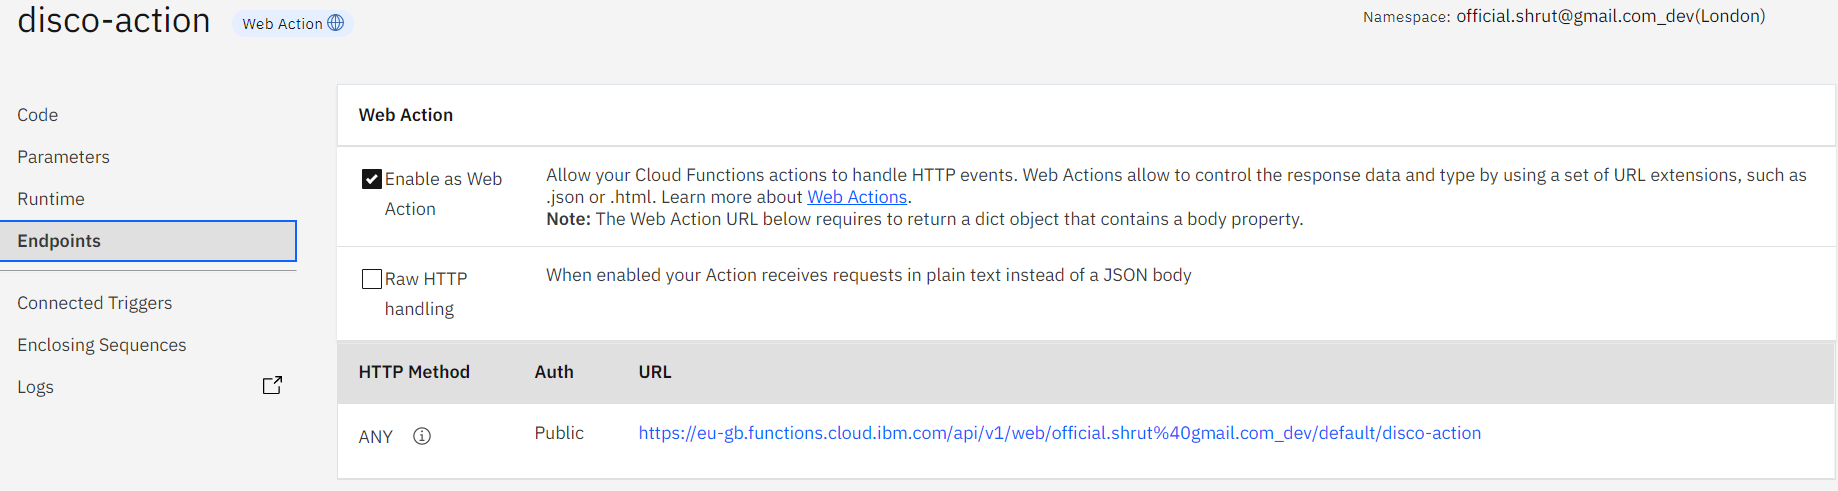 disco-action
Web Action
Namespace: official.shrut@gmail.com_dev(London)
Code
Parameters
Runtime
Endpoints
Connected Triggers
Enclosing Sequences
Logs
Web Action
Enable as Web
Action
Allow your Cloud Functions actions to handle HTTP events. Web Actions allow to control the response data and type by using a set of URL extensions, such as
.json or .html. Learn more about Web Actions.
Note: The Web Action URL below requires to return a dict object that contains a body property.
Raw HTTP
handling
When enabled your Action receives requests in plain text instead of a JSON body
HTTP Method Auth URL
ANY Public https://eu-gb.functions.cloud.ibm.com/api/v1/web/official.shrut%40gmail.com_dev/default/disco-action